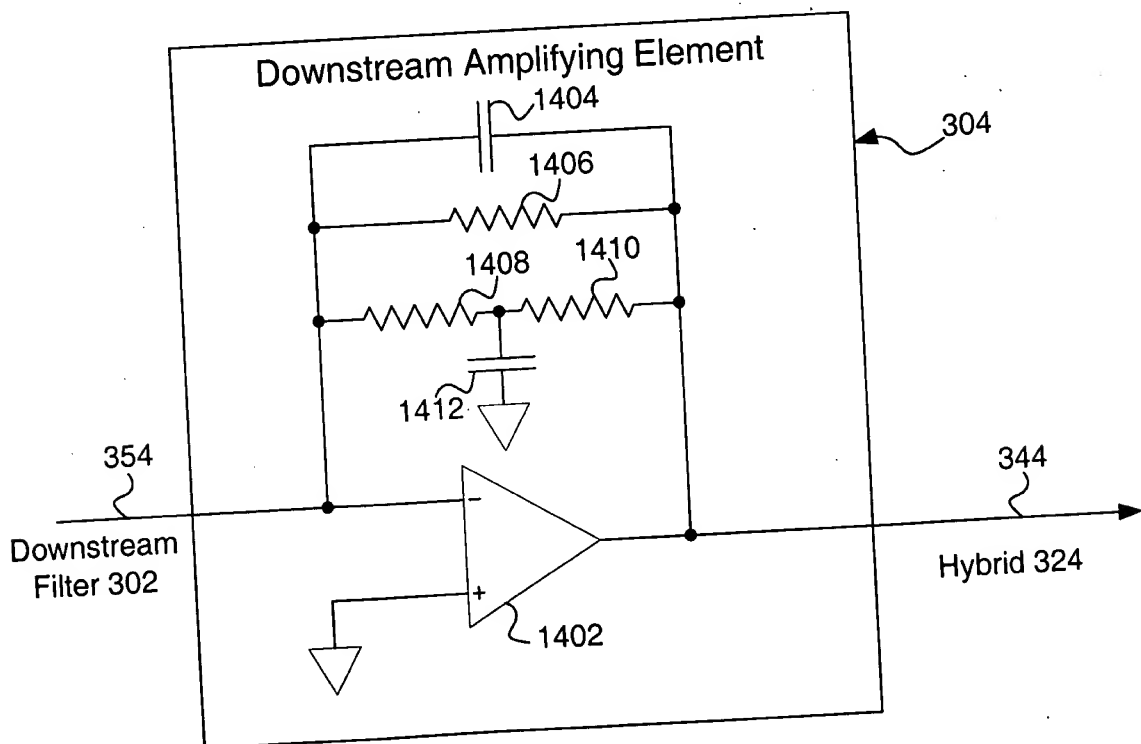 Downstream Amplifying Element
1404
304
1406
1410
1408
1412
354
344
-
Downstream
Filter 302
Hybrid 324
+
1402